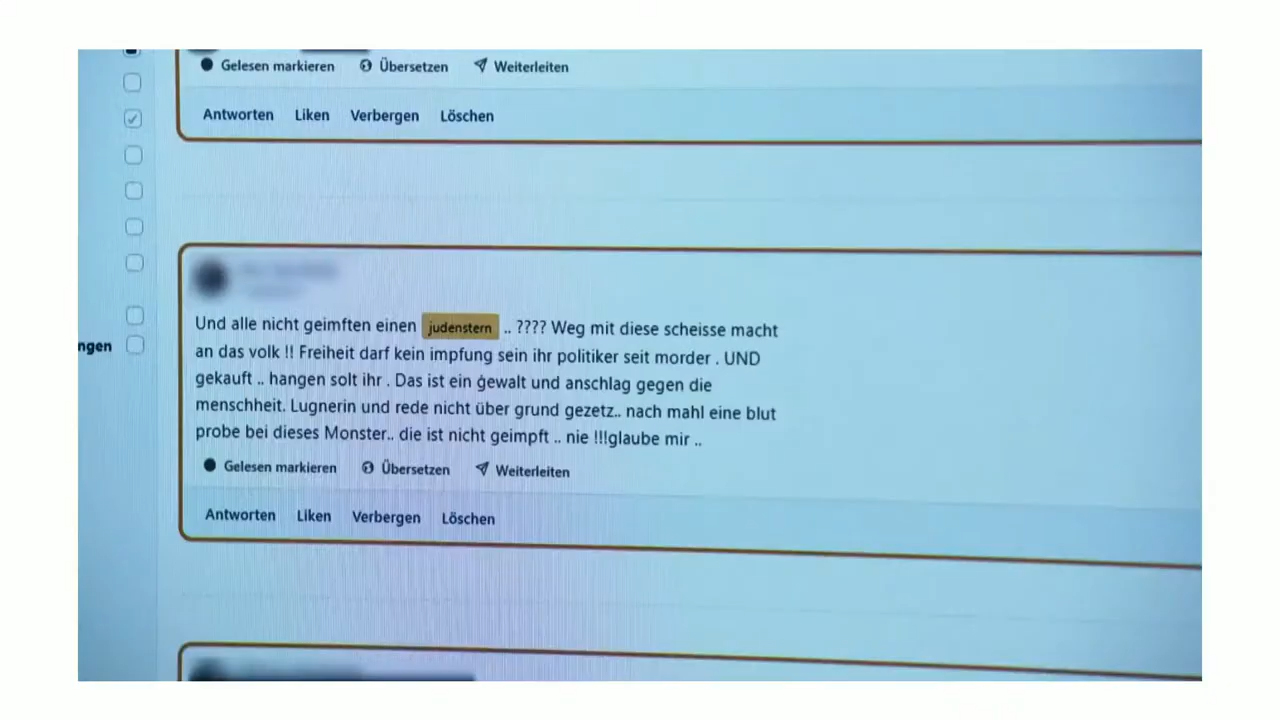 Gelesen markieren Übersetzen Weiterleiten
Antworten Liken Verbergen Löschen
Und alle nicht geimften einen judenstern .. ???? Weg mit diese scheisse macht
an das volk !! Freiheit darf kein impfung sein ihr politiker seit morder . UND
gekauft .. hangen solt ihr . Das ist ein gewalt und anschlag gegen die
menschheit. Lugnerin und rede nicht über grund gezetz.. nach mahl eine blut
probe bei dieses Monster.. die ist nicht geimpft .. nie !!!glaube mir ..
ngen
Gelesen markieren Übersetzen Weiterleiten
Antworten Liken Verbergen Löschen